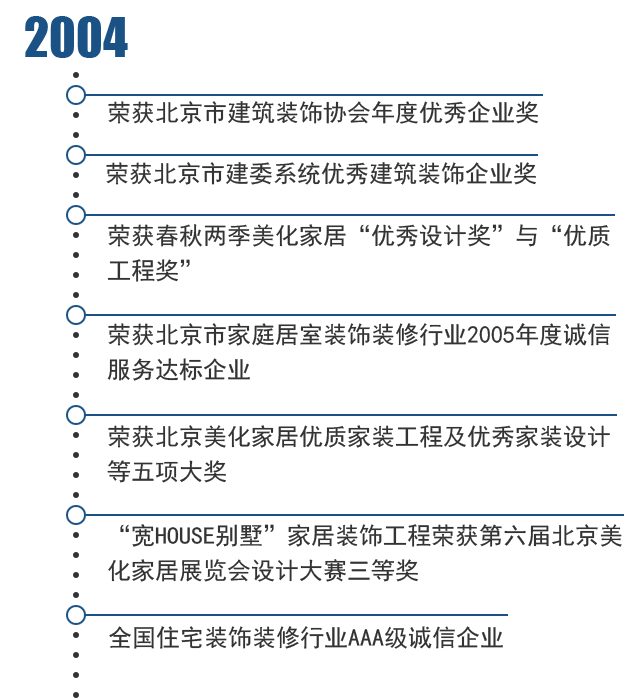 2004
荣获北京市建筑装饰协会年度优秀企业奖
荣获北京市建委系统优秀建筑装饰企业奖
荣获春秋两季美化家居“优秀设计奖”与“优质
工程奖”
荣获北京市家庭居室装饰装修行业2005年度诚信
服务达标企业
荣获北京美化家居优质家装工程及优秀家装设计
等五项大奖
“宽HOUSE别墅”家居装饰工程荣获第六届北京美
化家居展览会设计大赛三等奖
全国住宅装饰装修行业AAA级诚信企业